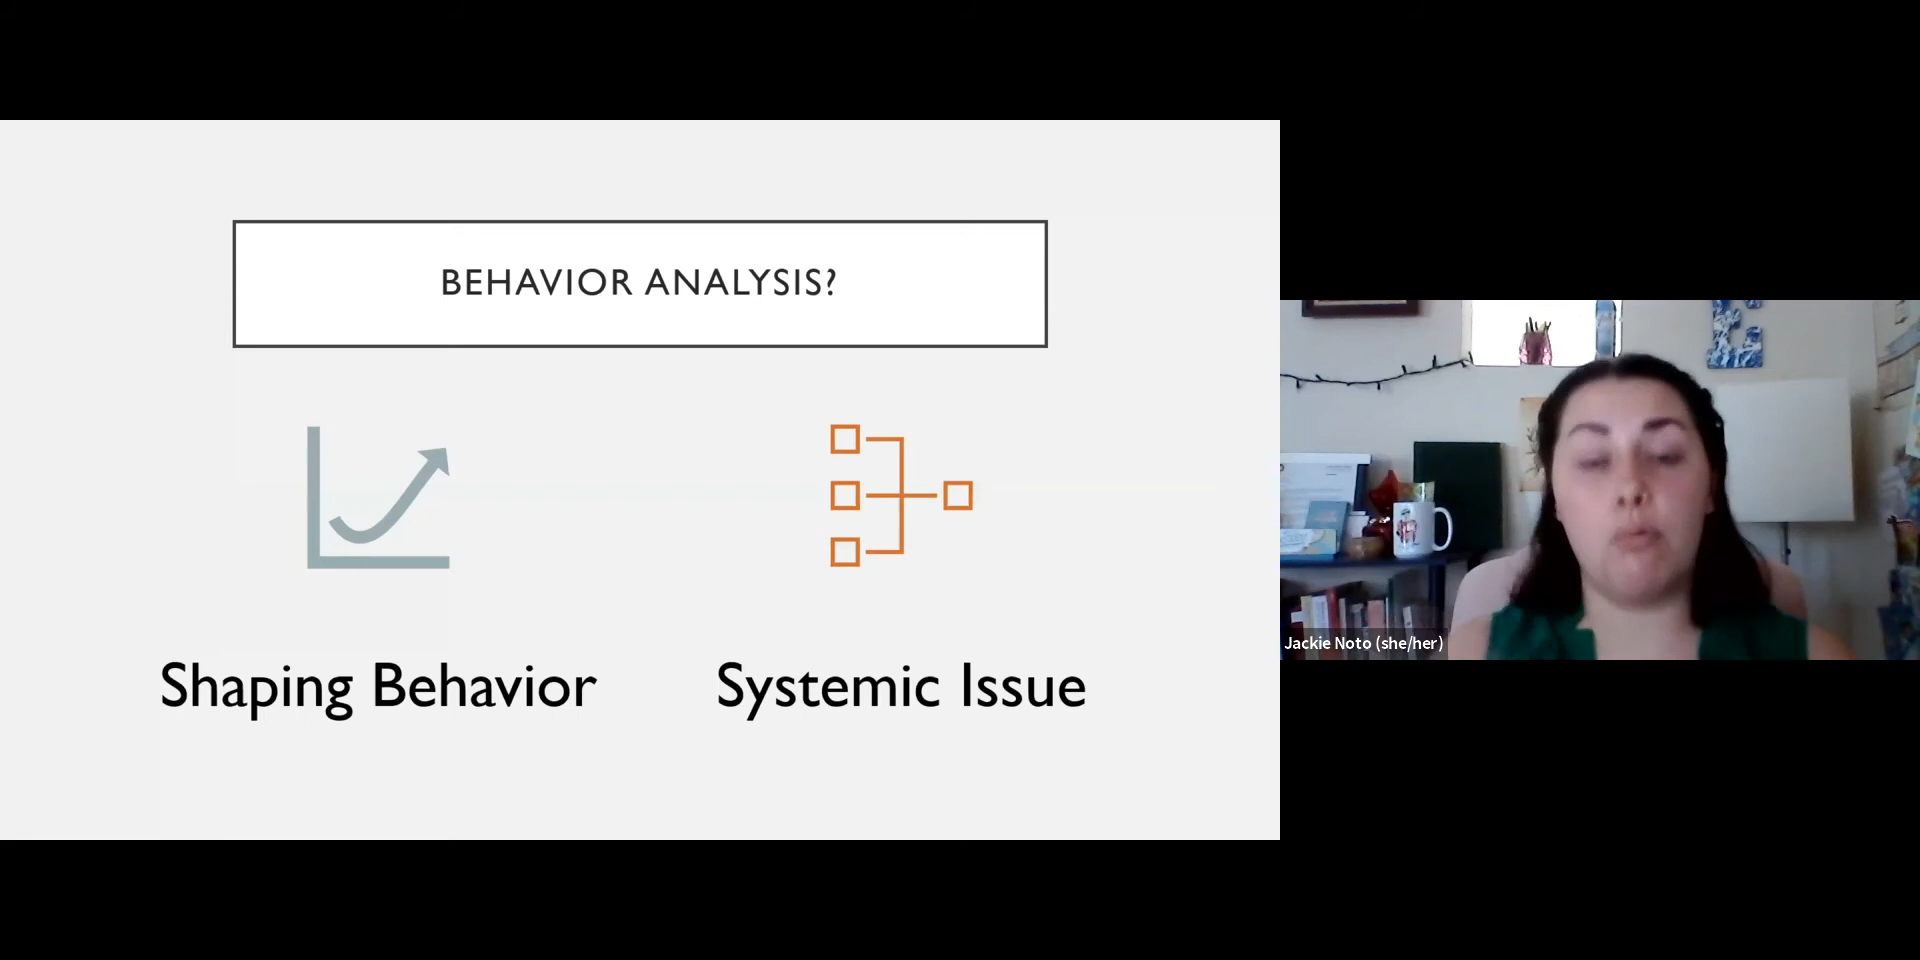 BEHAVIOR ANALYSIS?
Shaping Behavior
Systemic Issue
Jackie Noto (she/her)